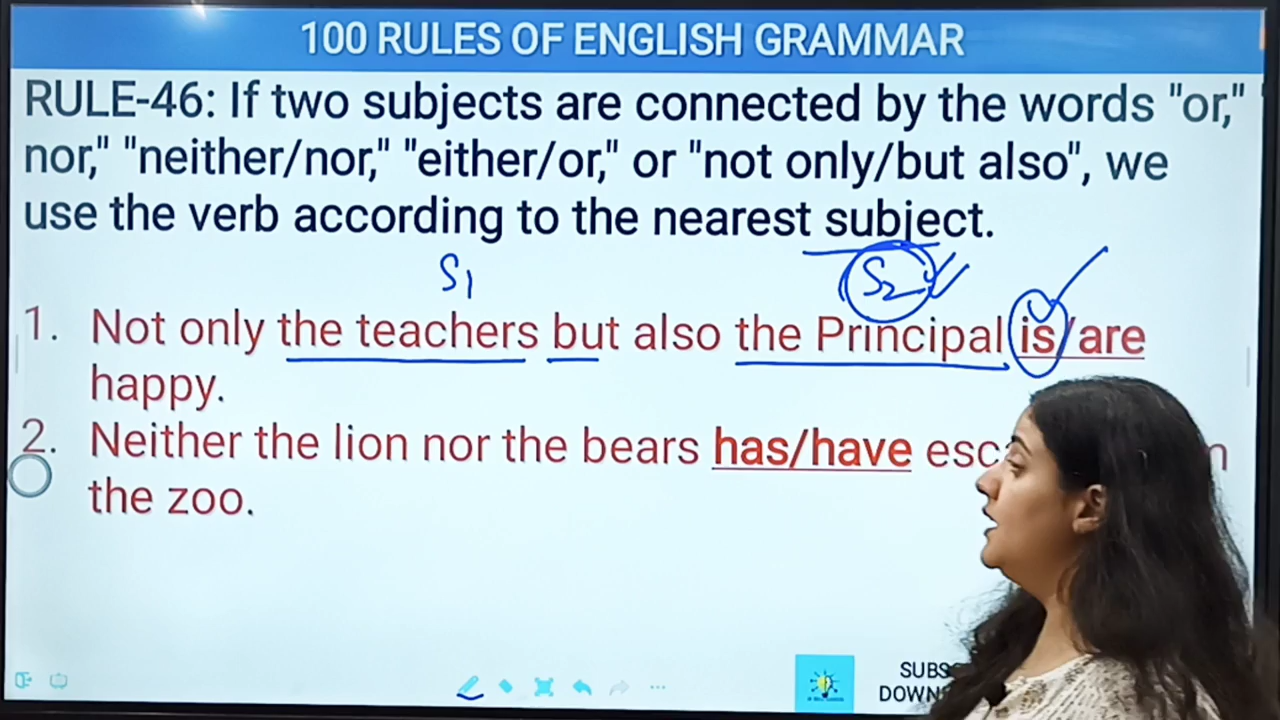 100 RULES OF ENGLISH GRAMMAR
RULE-46: If two subjects are connected by the words "or," "
nor," "neither/nor," "either/or," or "not only/but also", we
use the verb according to the nearest subject.
S1 S2
1. Not only the teachers but also the Principal is/are
happy.
2. Neither the lion nor the bears has/have
the zoo.